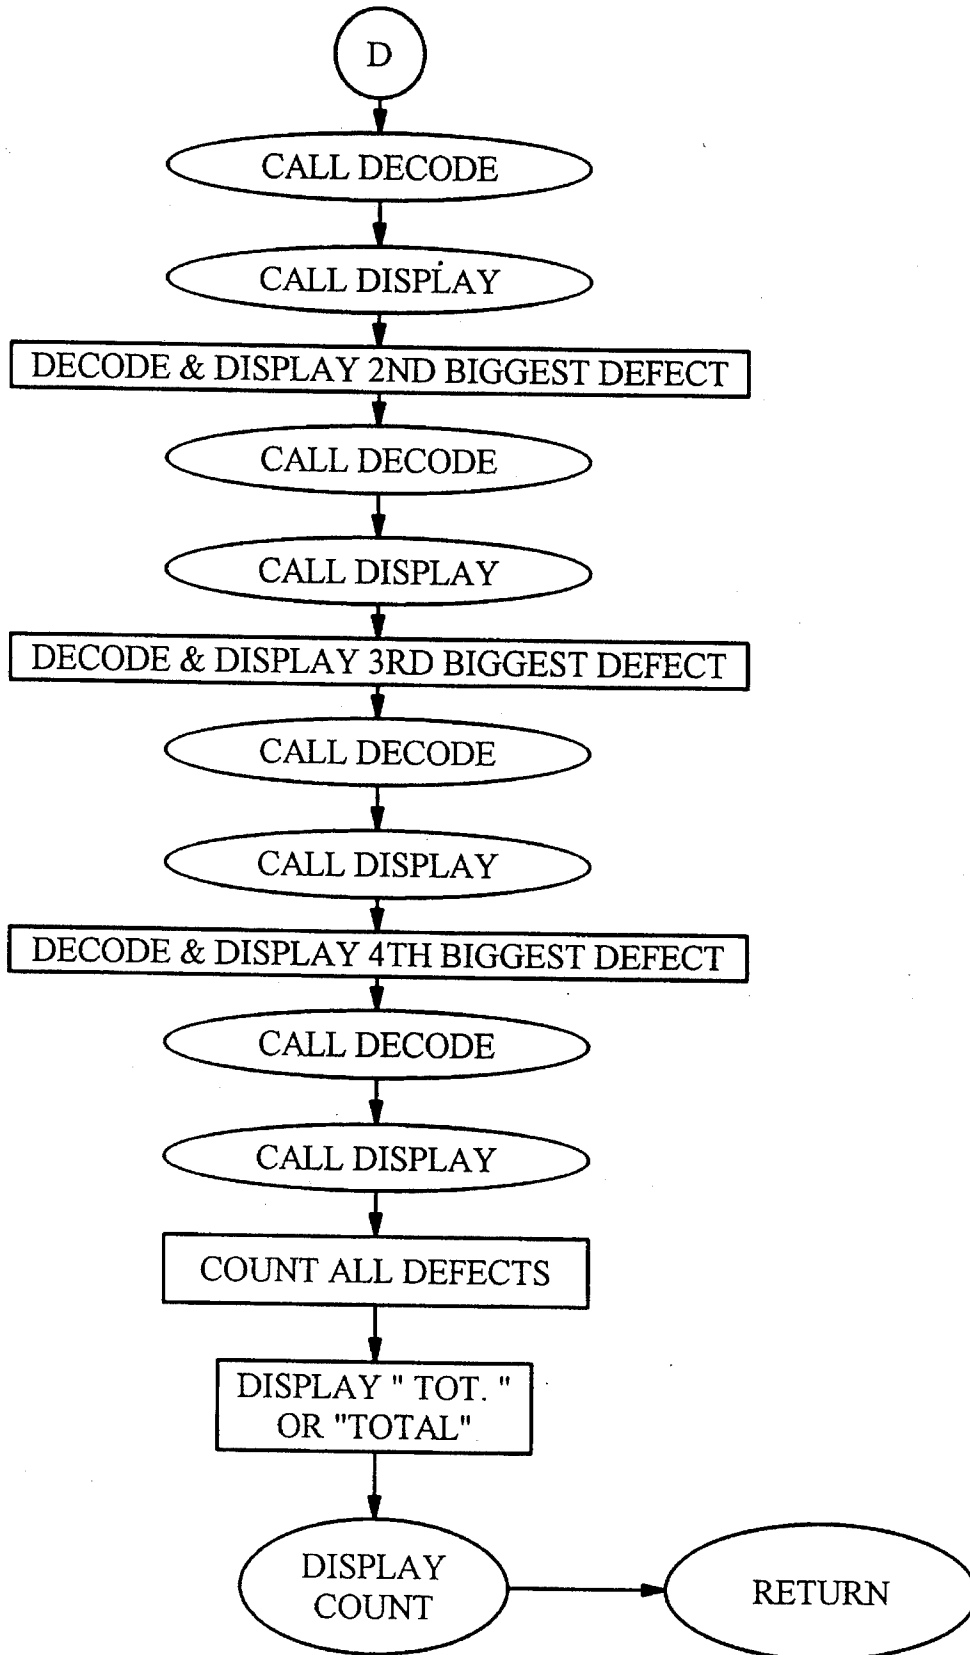 D
CALL DECODE
CALL DISPLAY
DECODE & DISPLAY 2ND BIGGEST DEFECT
CALL DECODE
CALL DISPLAY
DECODE & DISPLAY 3RD BIGGEST DEFECT
CALL DECODE
CALL DISPLAY
DECODE & DISPLAY 4TH BIGGEST DEFECT
CALL DECODE
CALL DISPLAY
COUNT ALL DEFECTS
DISPLAY " TOT. "
OR "TOTAL"
DISPLAY
COUNT
RETURN